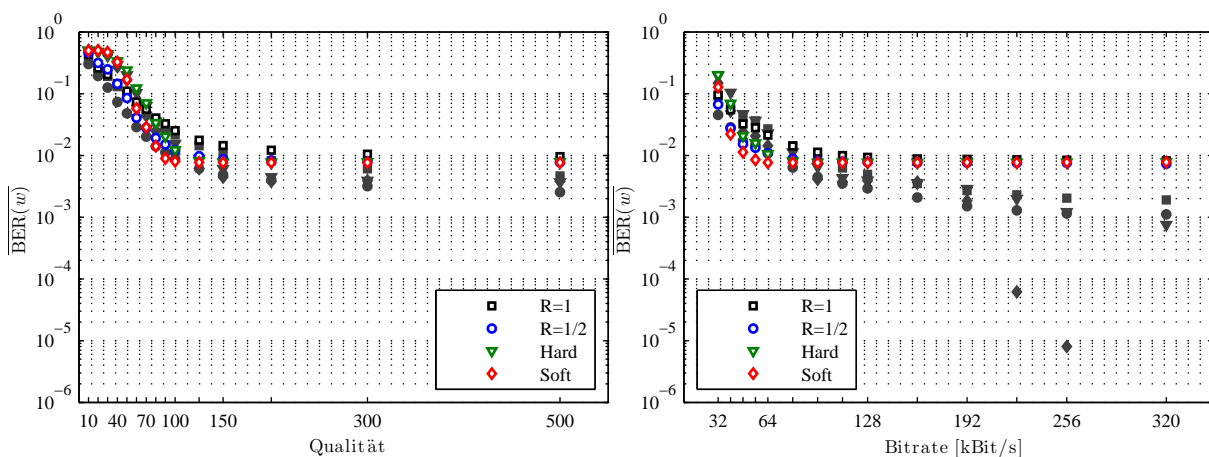 10^0
10^-1
10^-2
10^-3
10^-4
10^-5
10^-6
BER(w)
10 40 70 100 150 300 500
Qualität
R=1
R=1/2
Hard
Soft
10^0
10^-1
10^-2
10^-3
10^-4
10^-5
10^-6
BER(w)
32 64 128 192 256 320
Bitrate [kBit/s]
R=1
R=1/2
Hard
Soft